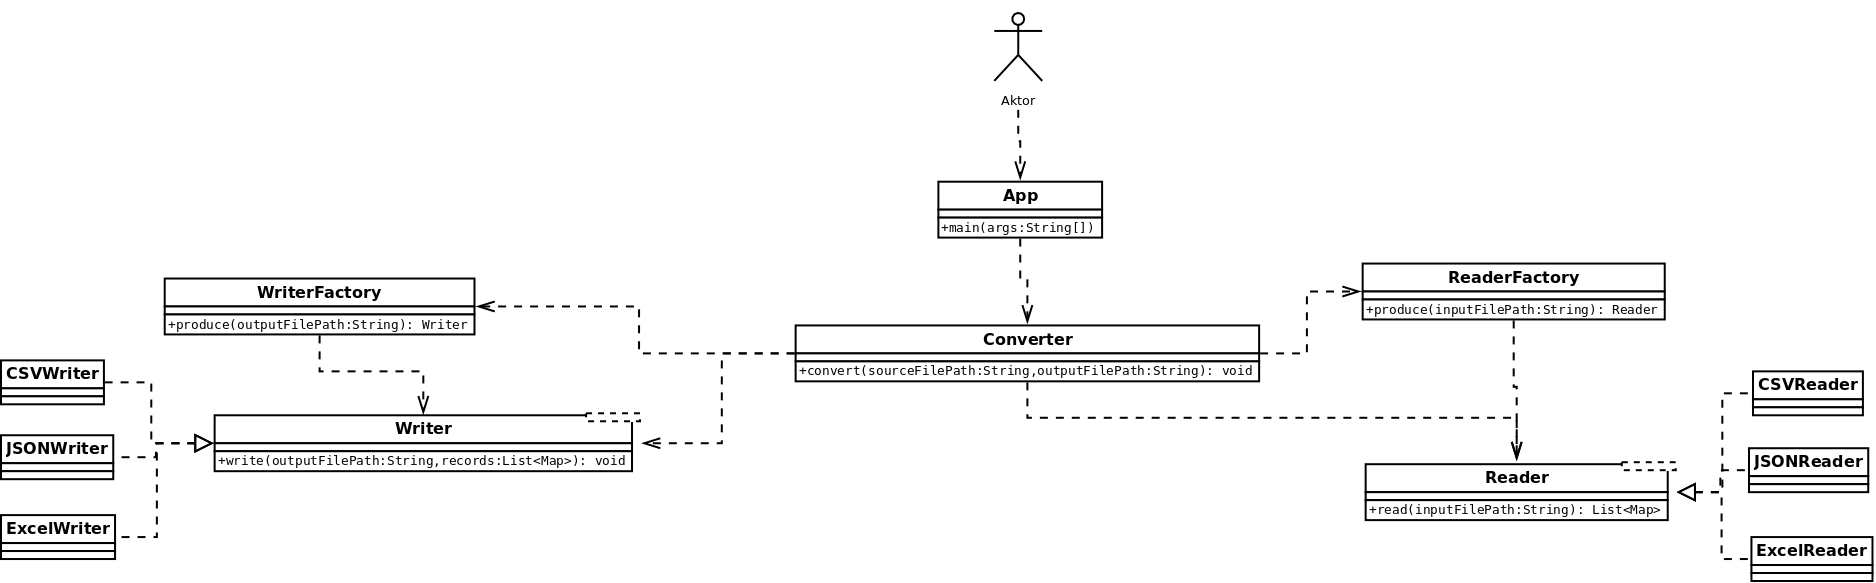 Aktor
App
+main(args:String[])
WriterFactory
+produce(outputFilePath:String): Writer
ReaderFactory
+produce(inputFilePath:String): Reader
Converter
+convert(sourceFilePath:String,outputFilePath:String): void
CSVWriter
JSONWriter
ExcelWriter
Writer
+write(outputFilePath:String,records:List<Map>): void
Reader
+read(inputFilePath:String): List<Map>
CSVReader
JSONReader
ExcelReader